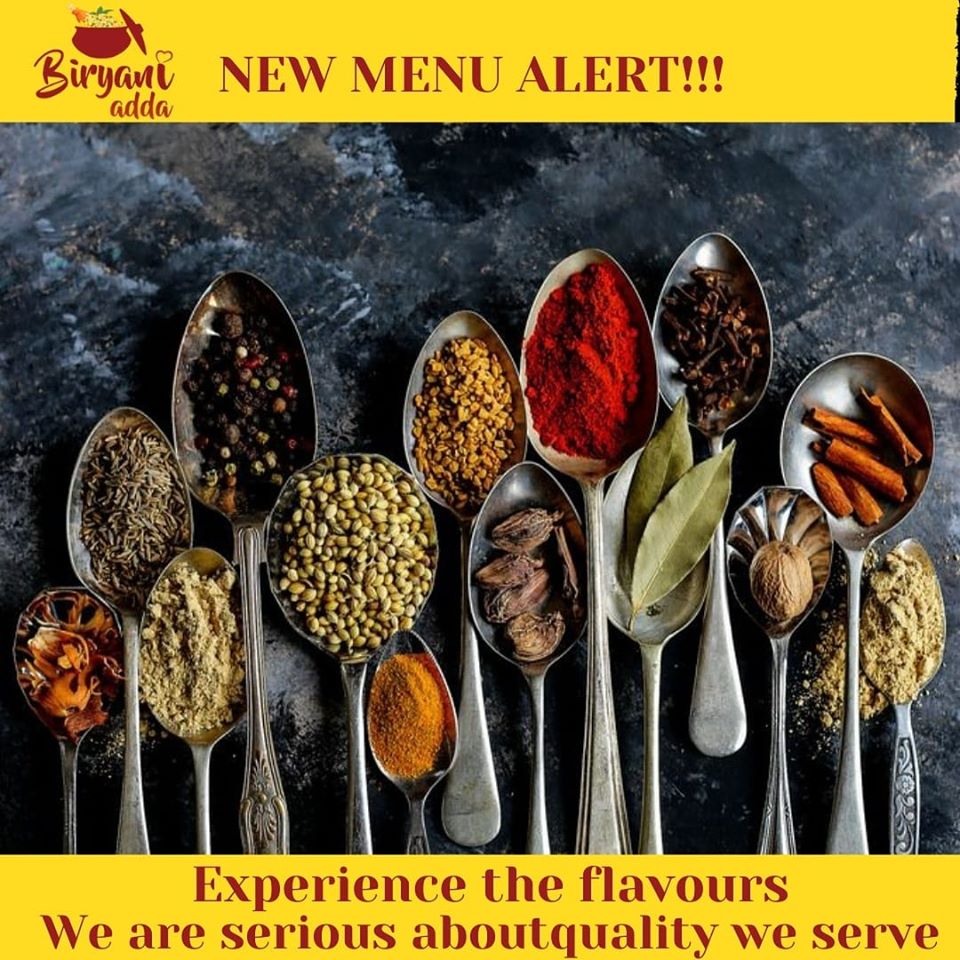 Biryani
adda
NEW MENU ALERT!!!
Experience the flavours
We are serious aboutquality we serve